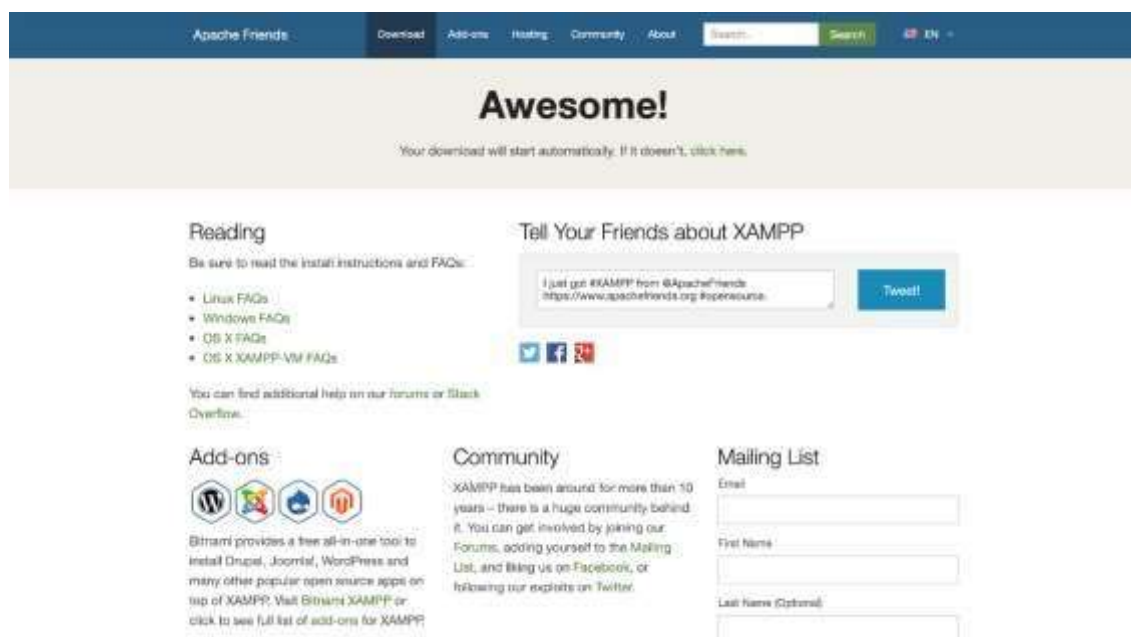 Apache Friends
Download
Add-ons
Hosting
Community
About
Search...
Search
EN
Awesome!
Your download will start automatically. If it doesn't, click here.
Reading
Be sure to read the install instructions and FAQs:
• Linux FAQs
• Windows FAQs
• OS X FAQs
• OS X XAMPP-VM FAQs
You can find additional help on our forums or Stack
Overflow.
Tell Your Friends about XAMPP
I just got #XAMPP from @ApacheFriends
https://www.apachefriends.org #opensource.
Tweet!
Add-ons
Bitnami provides a free all-in-one tool to
install Drupal, Joomla!, WordPress and
many other popular open source apps on
top of XAMPP. Visit Bitnami XAMPP or
click to see full list of add-ons for XAMPP.
Community
XAMPP has been around for more than 10
years – there is a huge community behind
it. You can get involved by joining our
Forums, adding yourself to the Mailing
List, and liking us on Facebook, or
following our exploits on Twitter.
Mailing List
Email
First Name
Last Name (Optional)